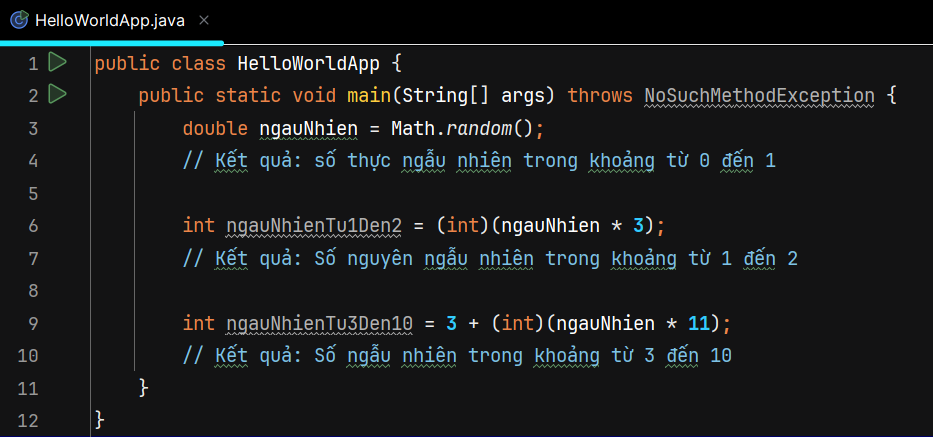 HelloWorldApp.java ×
1 public class HelloWorldApp {
2 public static void main(String[] args) throws NoSuchMethodException {
3 double ngauNhien = Math.random();
4 // Kết quả: số thực ngẫu nhiên trong khoảng từ 0 đến 1
5
6 int ngauNhienTu1Den2 = (int)(ngauNhien * 3);
7 // Kết quả: Số nguyên ngẫu nhiên trong khoảng từ 1 đến 2
8
9 int ngauNhienTu3Den10 = 3 + (int)(ngauNhien * 11);
10 // Kết quả: Số ngẫu nhiên trong khoảng từ 3 đến 10
11 }
12 }